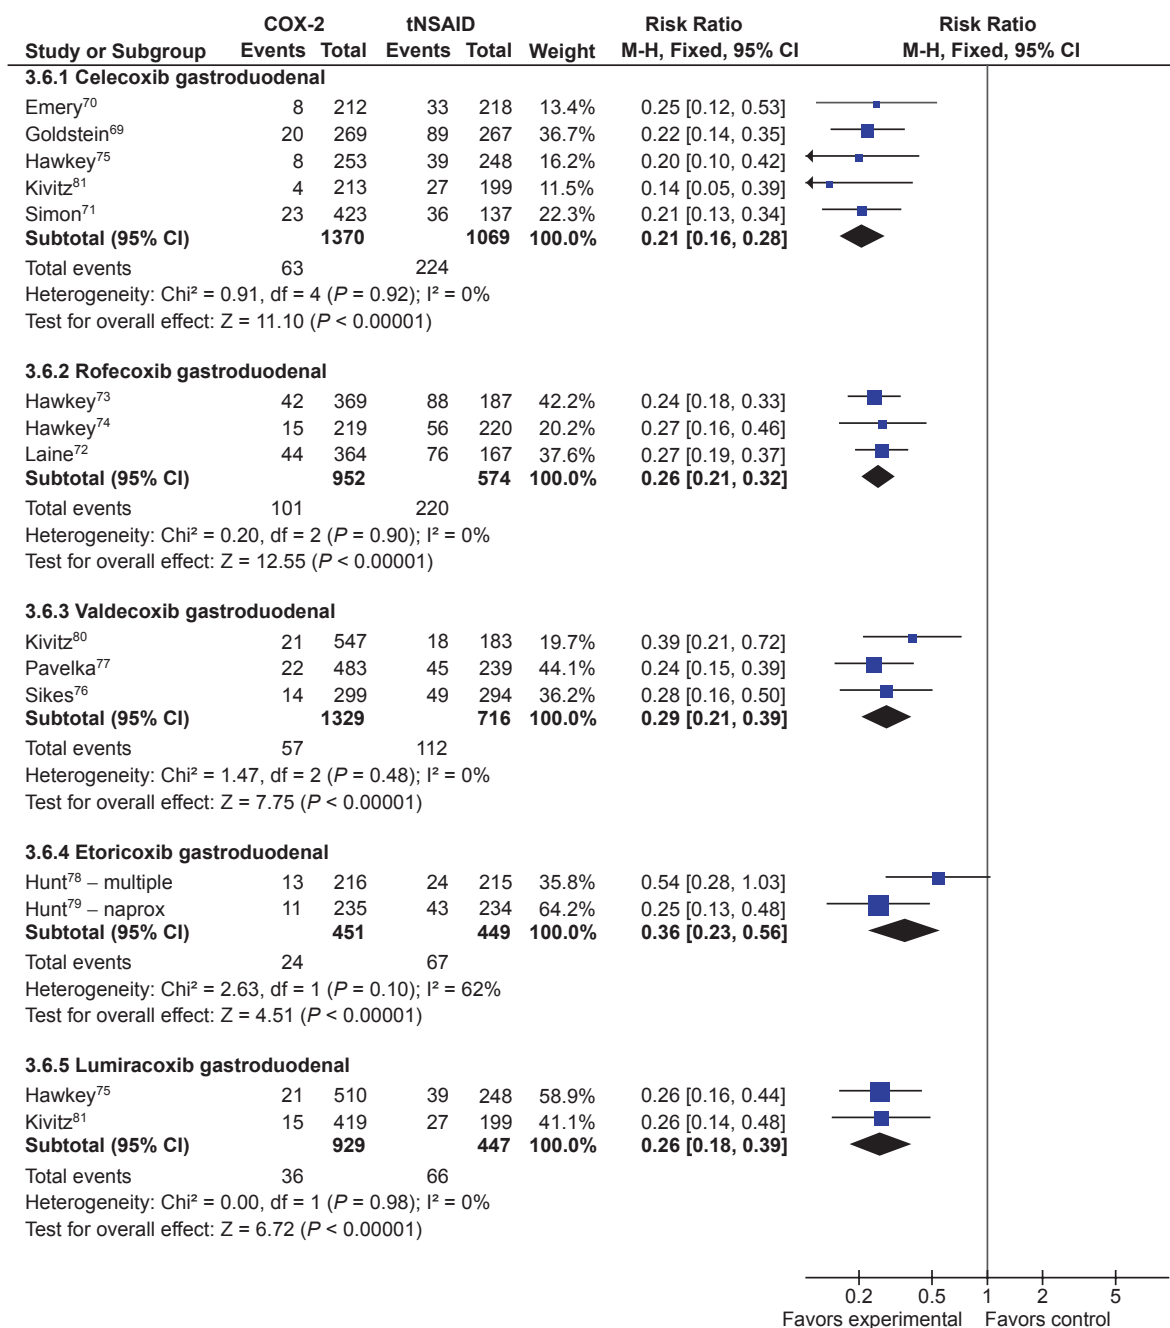 COX-2 tNSAID Risk Ratio Risk Ratio
Study or Subgroup Events Total Events Total Weight M-H, Fixed, 95% CI M-H, Fixed, 95% CI
3.6.1 Celecoxib gastroduodenal
Emery⁷⁰ 8 212 33 218 13.4% 0.25 [0.12, 0.53]
Goldstein⁶⁹ 20 269 89 267 36.7% 0.22 [0.14, 0.35]
Hawkey⁷⁵ 8 253 39 248 16.2% 0.20 [0.10, 0.42]
Kivitz⁸¹ 4 213 27 199 11.5% 0.14 [0.05, 0.39]
Simon⁷¹ 23 423 36 137 22.3% 0.21 [0.13, 0.34]
Subtotal (95% CI) 1370 1069 100.0% 0.21 [0.16, 0.28]
Total events 63 224
Heterogeneity: Chi² = 0.91, df = 4 (P = 0.92); I² = 0%
Test for overall effect: Z = 11.10 (P < 0.00001)
3.6.2 Rofecoxib gastroduodenal
Hawkey⁷³ 42 369 88 187 42.2% 0.24 [0.18, 0.33]
Hawkey⁷⁴ 15 219 56 220 20.2% 0.27 [0.16, 0.46]
Laine⁷² 44 364 76 167 37.6% 0.27 [0.19, 0.37]
Subtotal (95% CI) 952 574 100.0% 0.26 [0.21, 0.32]
Total events 101 220
Heterogeneity: Chi² = 0.20, df = 2 (P = 0.90); I² = 0%
Test for overall effect: Z = 12.55 (P < 0.00001)
3.6.3 Valdecoxib gastroduodenal
Kivitz⁸⁰ 21 547 18 183 19.7% 0.39 [0.21, 0.72]
Pavelka⁷⁷ 22 483 45 239 44.1% 0.24 [0.15, 0.39]
Sikes⁷⁶ 14 299 49 294 36.2% 0.28 [0.16, 0.50]
Subtotal (95% CI) 1329 716 100.0% 0.29 [0.21, 0.39]
Total events 57 112
Heterogeneity: Chi² = 1.47, df = 2 (P = 0.48); I² = 0%
Test for overall effect: Z = 7.75 (P < 0.00001)
3.6.4 Etoricoxib gastroduodenal
Hunt⁷⁸ – multiple 13 216 24 215 35.8% 0.54 [0.28, 1.03]
Hunt⁷⁹ – naprox 11 235 43 234 64.2% 0.25 [0.13, 0.48]
Subtotal (95% CI) 451 449 100.0% 0.36 [0.23, 0.56]
Total events 24 67
Heterogeneity: Chi² = 2.63, df = 1 (P = 0.10); I² = 62%
Test for overall effect: Z = 4.51 (P < 0.00001)
3.6.5 Lumiracoxib gastroduodenal
Hawkey⁷⁵ 21 510 39 248 58.9% 0.26 [0.16, 0.44]
Kivitz⁸¹ 15 419 27 199 41.1% 0.26 [0.14, 0.48]
Subtotal (95% CI) 929 447 100.0% 0.26 [0.18, 0.39]
Total events 36 66
Heterogeneity: Chi² = 0.00, df = 1 (P = 0.98); I² = 0%
Test for overall effect: Z = 6.72 (P < 0.00001)
0.2 0.5 1 2 5
Favors experimental Favors control